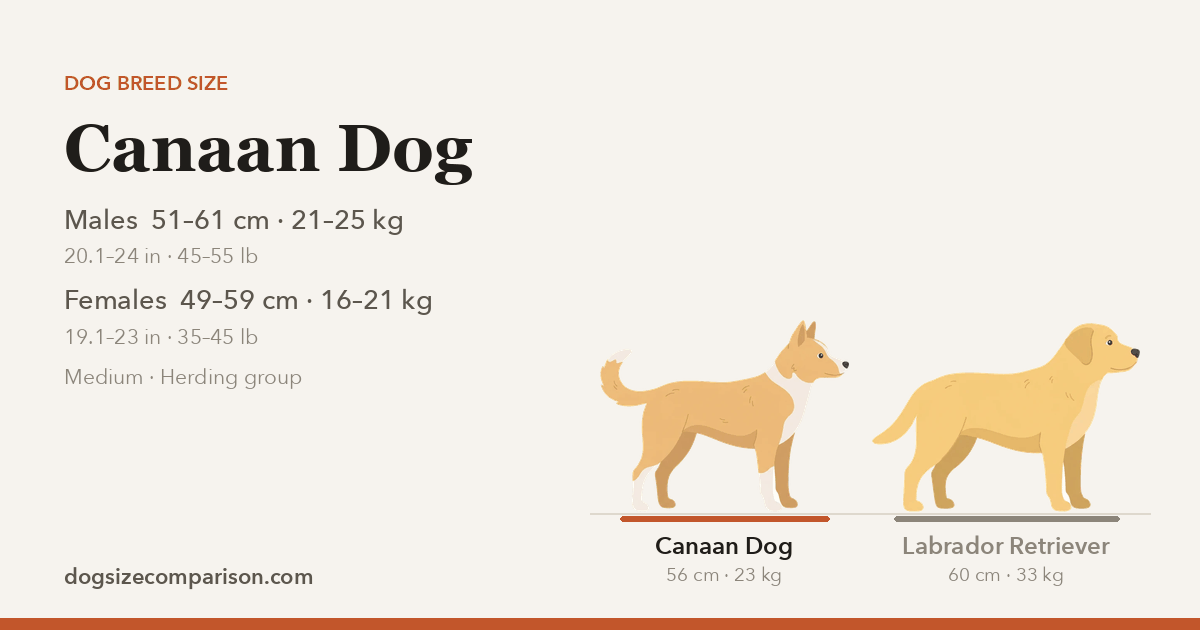 DOG BREED SIZE
Canaan Dog
Males 51–61 cm · 21–25 kg
20.1–24 in · 45–55 lb
Females 49–59 cm · 16–21 kg
19.1–23 in · 35–45 lb
Medium · Herding group
Canaan Dog
56 cm · 23 kg
Labrador Retriever
60 cm · 33 kg
dogsizecomparison.com